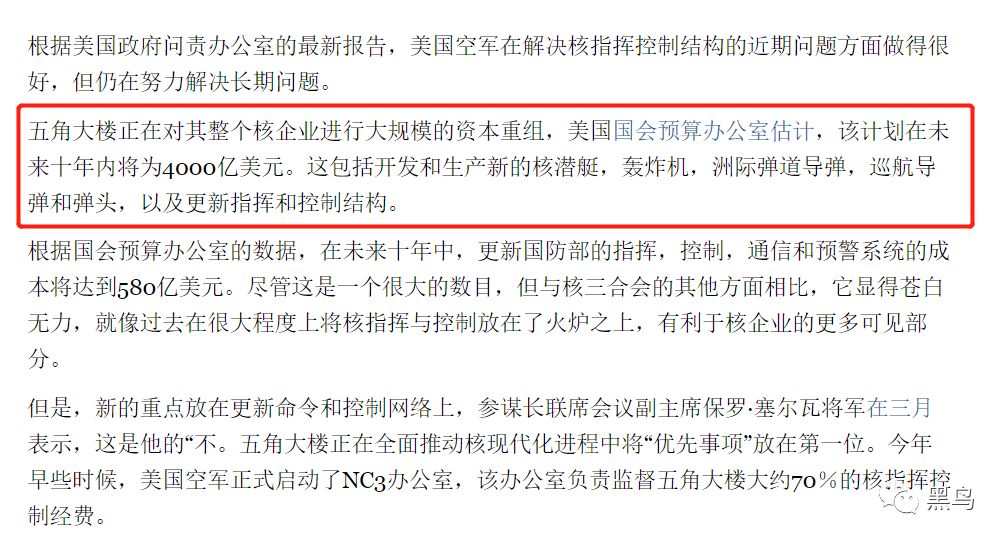 根据美国政府问责办公室的最新报告，美国空军在解决核指挥控制结构的近期问题方面做得很
好，但仍在努力解决长期问题。
五角大楼正在对其整个核企业进行大规模的资本重组，美国国会预算办公室估计，该计划在未
来十年内将为4000亿美元。这包括开发和生产新的核潜艇，轰炸机，洲际弹道导弹，巡航导
弹和弹头，以及更新指挥和控制结构。
根据国会预算办公室的数据，在未来十年中，更新国防部的指挥，控制，通信和预警系统的成
本将达到580亿美元。尽管这是一个很大的数目，但与核三合会的其他方面相比，它显得苍白
无力，就像过去在很大程度上将核指挥与控制放在了火炉之上，有利于核企业的更多可见部
分。
但是，新的重点放在更新命令和控制网络上，参谋长联席会议副主席保罗·塞尔瓦将军在三月
表示，这是他的“不。五角大楼正在全面推动核现代化进程中将“优先事项”放在第一位。今年
早些时候，美国空军正式启动了NC3办公室，该办公室负责监督五角大楼大约70％的核指挥控
制经费。
黑鸟